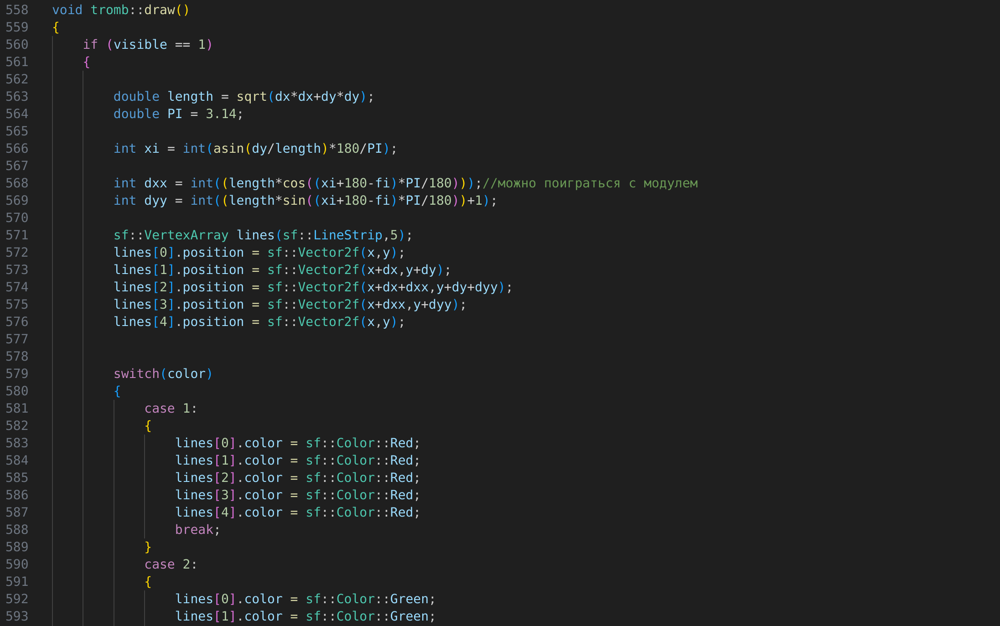 558 void tromb::draw()
559 {
560 if (visible == 1)
561 {
562
563 double length = sqrt(dx*dx+dy*dy);
564 double PI = 3.14;
565
566 int xi = int(asin(dy/length)*180/PI);
567
568 int dxx = int((length*cos((xi+180-fi)*PI/180)));//можно поиграться с модулем
569 int dyy = int((length*sin((xi+180-fi)*PI/180))+1);
570
571 sf::VertexArray lines(sf::LineStrip,5);
572 lines[0].position = sf::Vector2f(x,y);
573 lines[1].position = sf::Vector2f(x+dx,y+dy);
574 lines[2].position = sf::Vector2f(x+dx+dxx,y+dy+dyy);
575 lines[3].position = sf::Vector2f(x+dxx,y+dyy);
576 lines[4].position = sf::Vector2f(x,y);
577
578
579 switch(color)
580 {
581 case 1:
582 {
583 lines[0].color = sf::Color::Red;
584 lines[1].color = sf::Color::Red;
585 lines[2].color = sf::Color::Red;
586 lines[3].color = sf::Color::Red;
587 lines[4].color = sf::Color::Red;
588 break;
589 }
590 case 2:
591 {
592 lines[0].color = sf::Color::Green;
593 lines[1].color = sf::Color::Green;